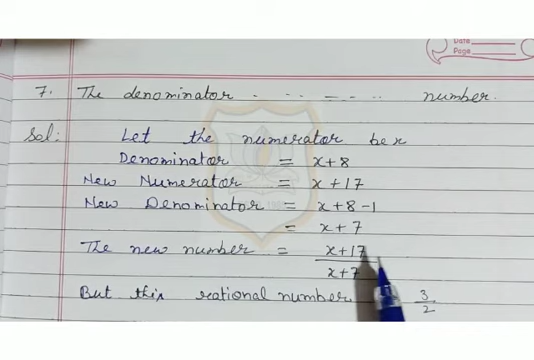 Date
Page
7. The denominator . . . . - - - . . number.
Sol: Let the numerator be x
Denominator = x+8
New Numerator = x+17
New Denominator = x+8-1
= x+7
The new number = x+17
x+7
But this rational number 3/2